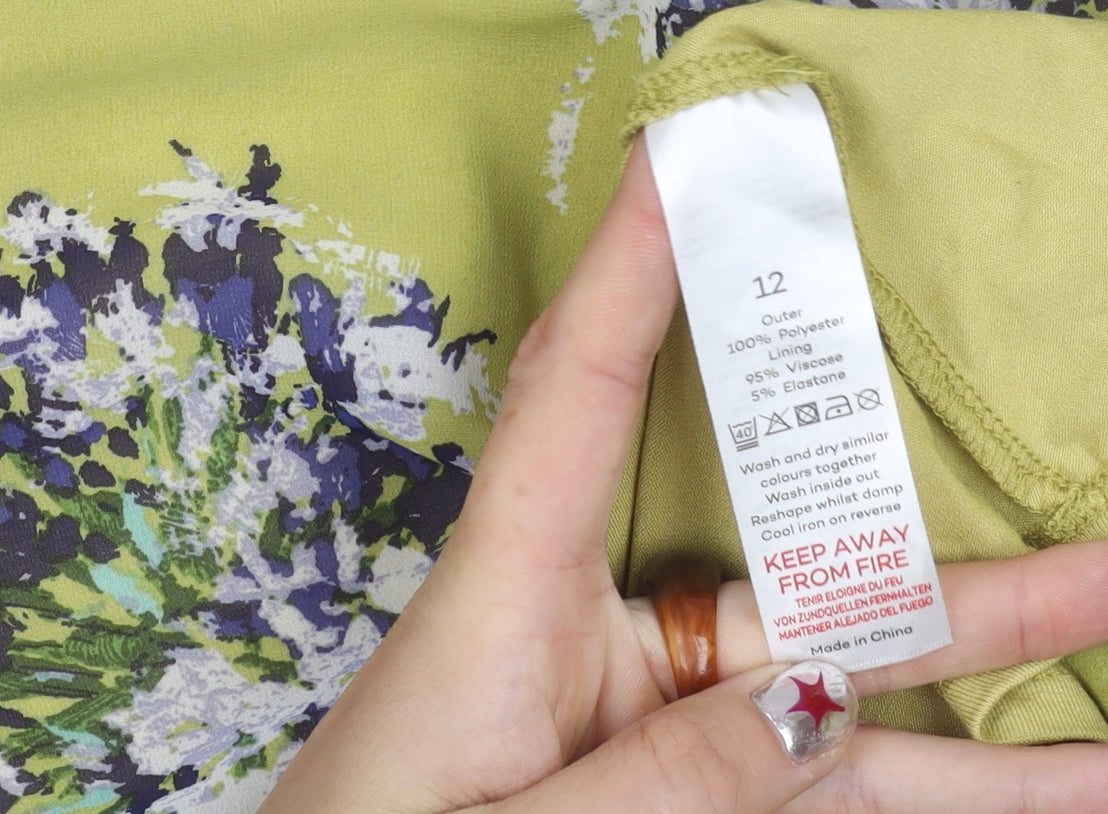 12
Outer
100% Polyester
Lining
95% Viscose
5% Elastane
40
Wash and dry similar
colours together
Wash inside out
Reshape whilst damp
Cool iron on reverse
KEEP AWAY
FROM FIRE
TENIR ELOIGNE DU FEU
VON ZUNDQUELLEN FERNHALTEN
MANTENER ALEJADO DEL FUEGO
Made in China